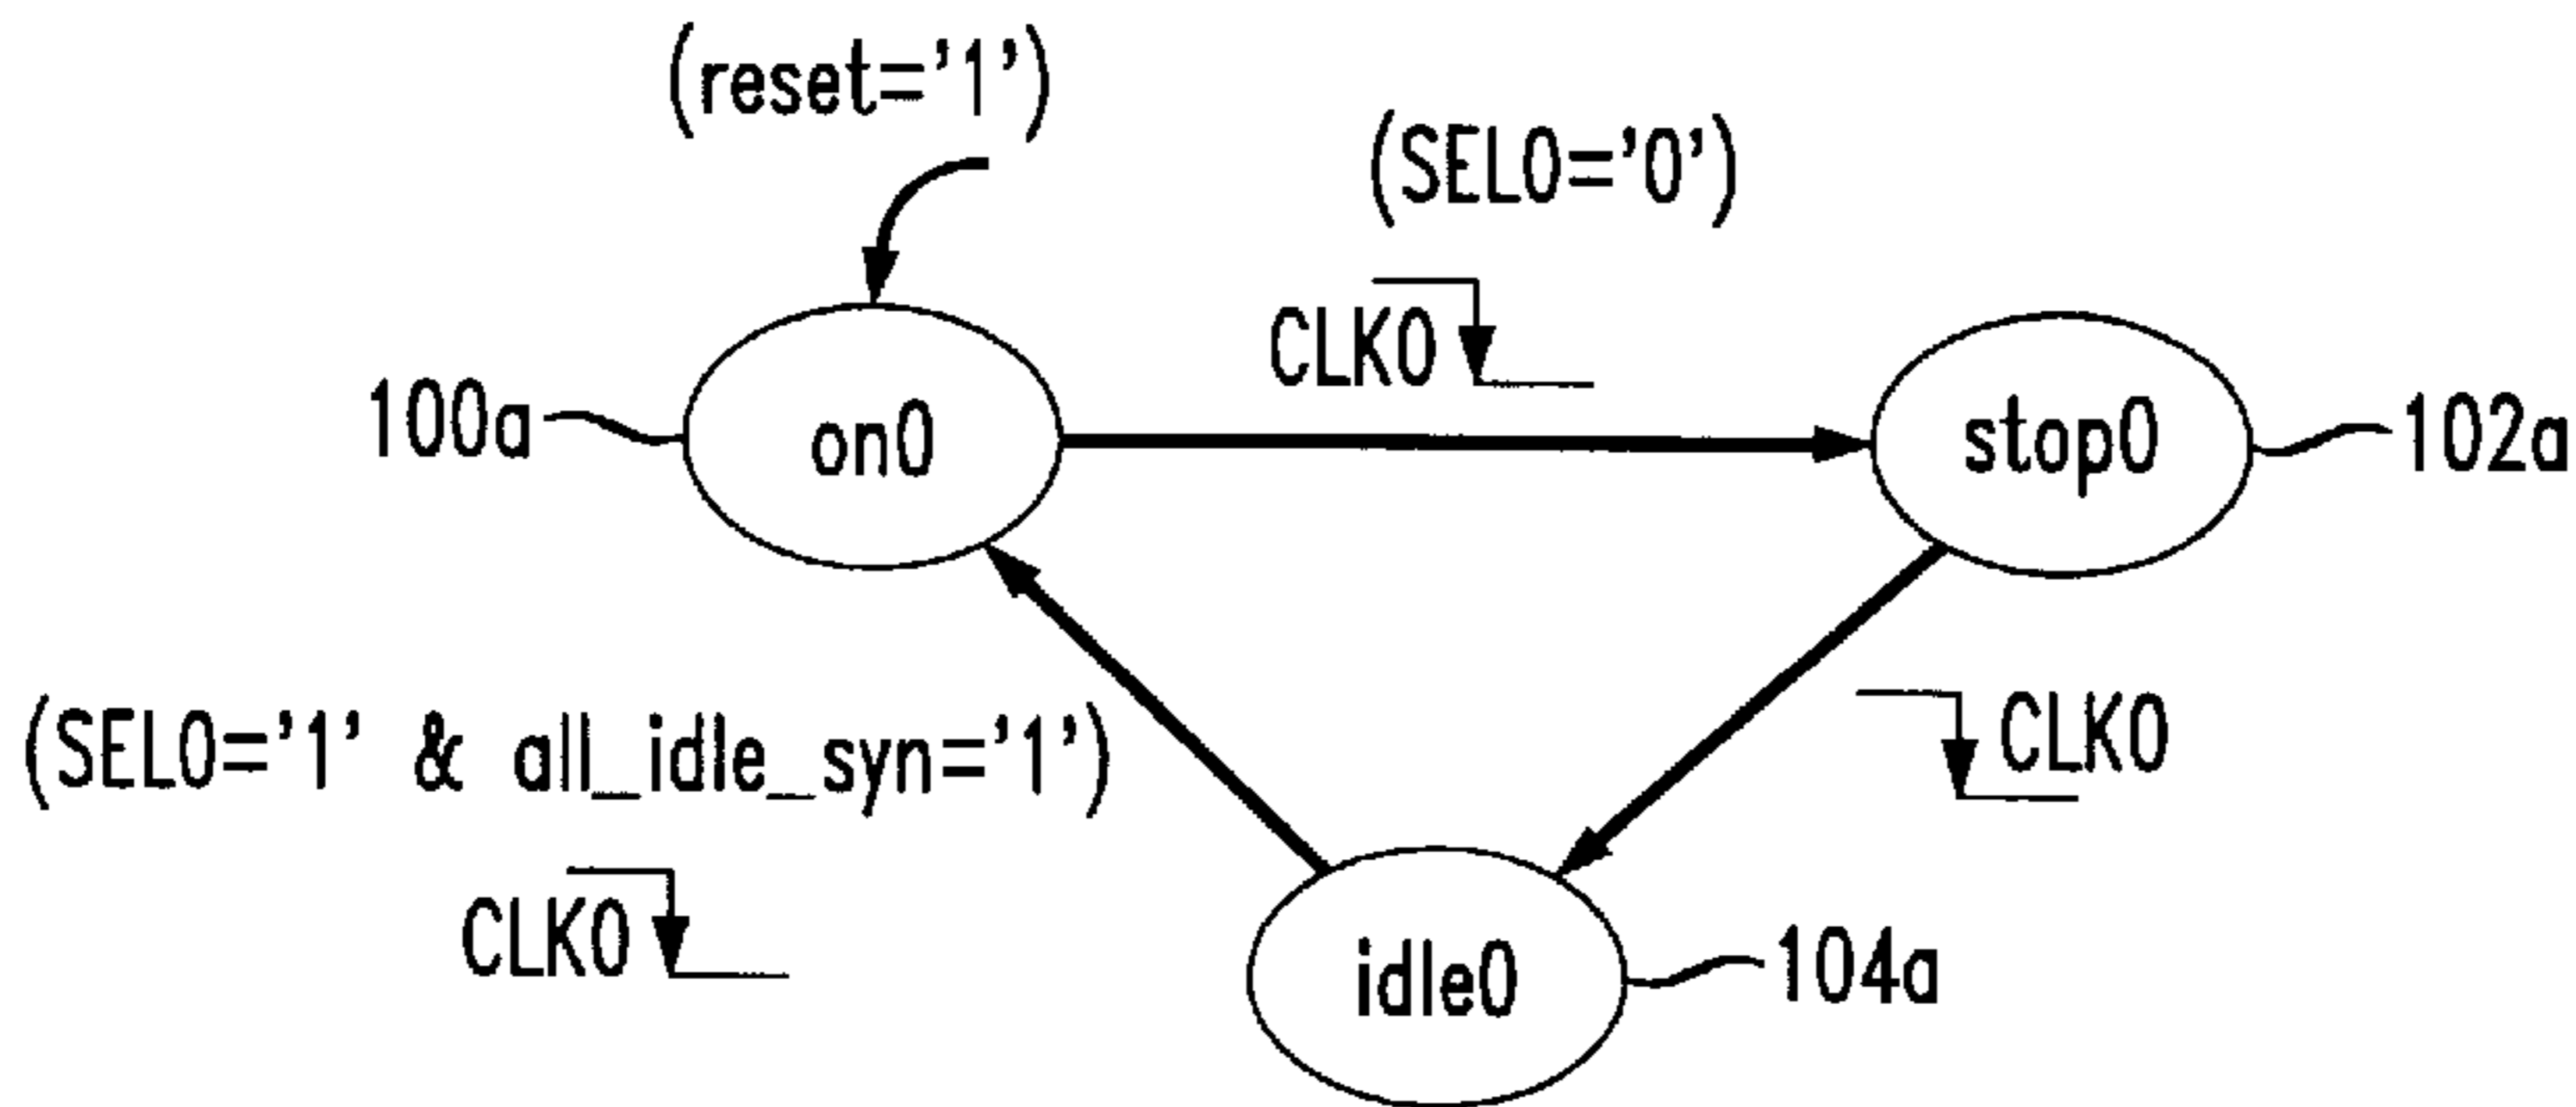 (reset='1')
(SEL0='0')
CLK0
100a
on0
stop0
102a
(SEL0='1' & all_idle_syn='1')
CLK0
CLK0
idle0
104a